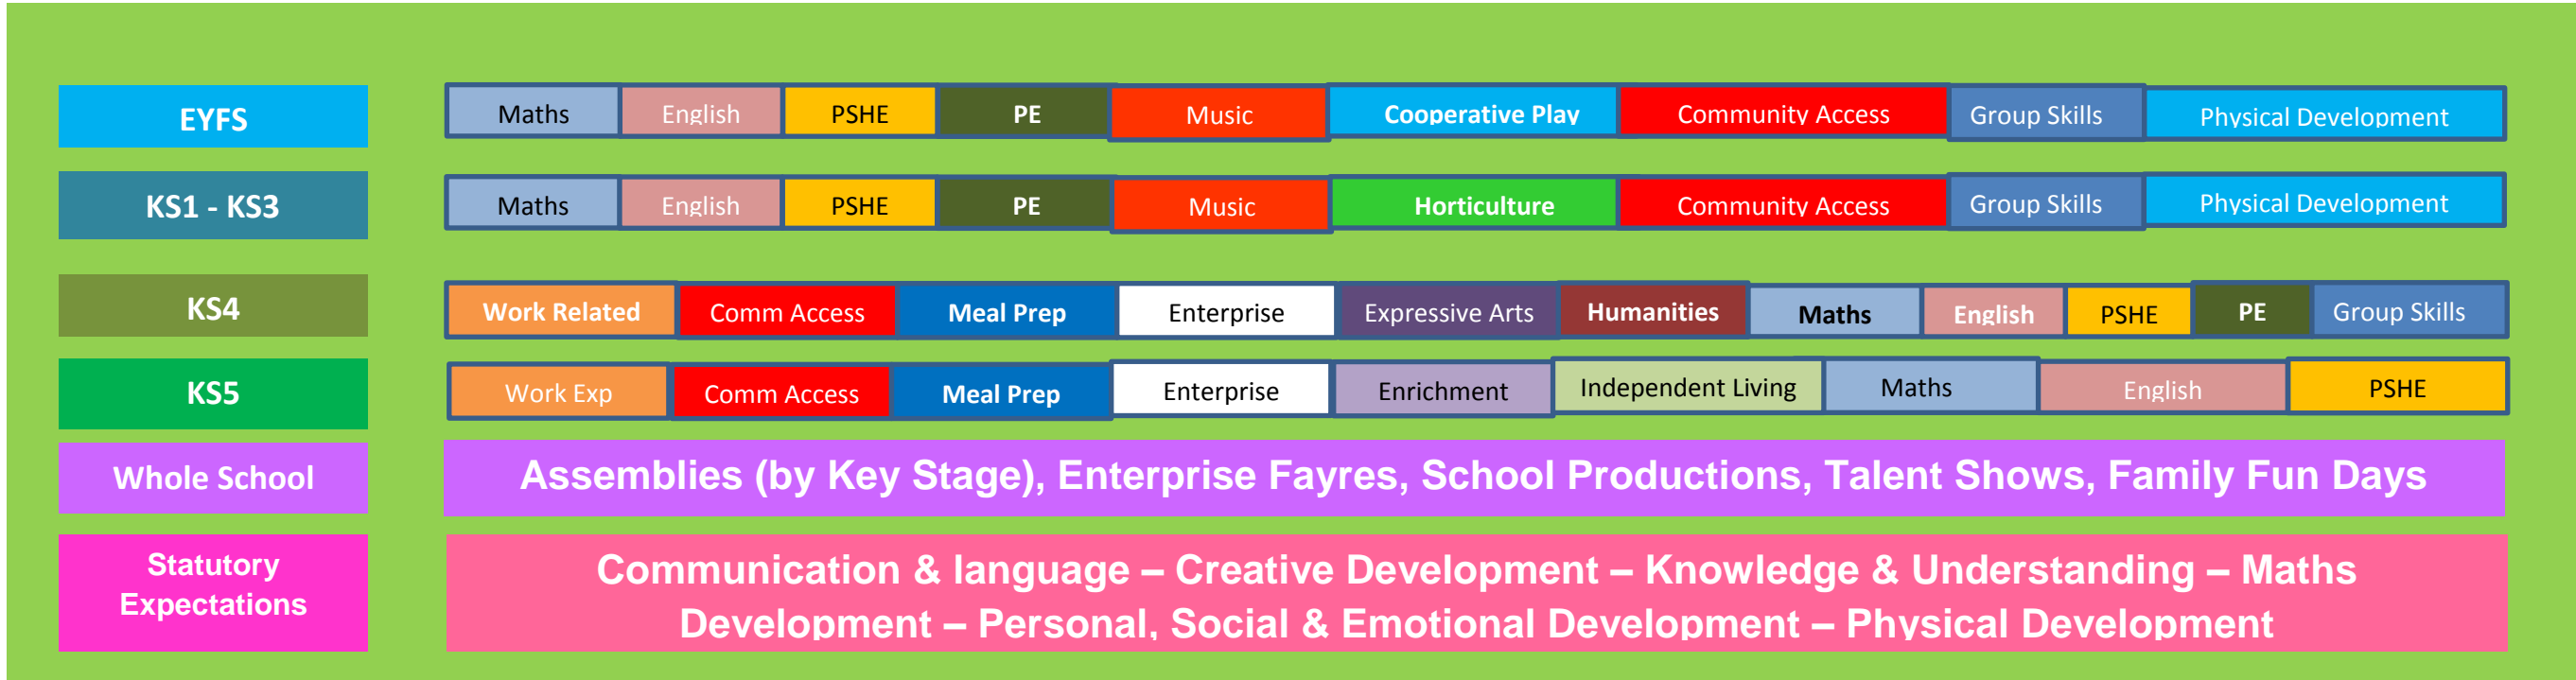 EYFS Maths English PSHE PE Music Cooperative Play Community Access Group Skills Physical Development
KS1 - KS3 Maths English PSHE PE Music Horticulture Community Access Group Skills Physical Development
KS4 Work Related Comm Access Meal Prep Enterprise Expressive Arts Humanities Maths English PSHE PE Group Skills
KS5 Work Exp Comm Access Meal Prep Enterprise Enrichment Independent Living Maths English PSHE
Whole School Assemblies (by Key Stage), Enterprise Fayres, School Productions, Talent Shows, Family Fun Days
Statutory
Expectations
Communication & language – Creative Development – Knowledge & Understanding – Maths
Development – Personal, Social & Emotional Development – Physical Development